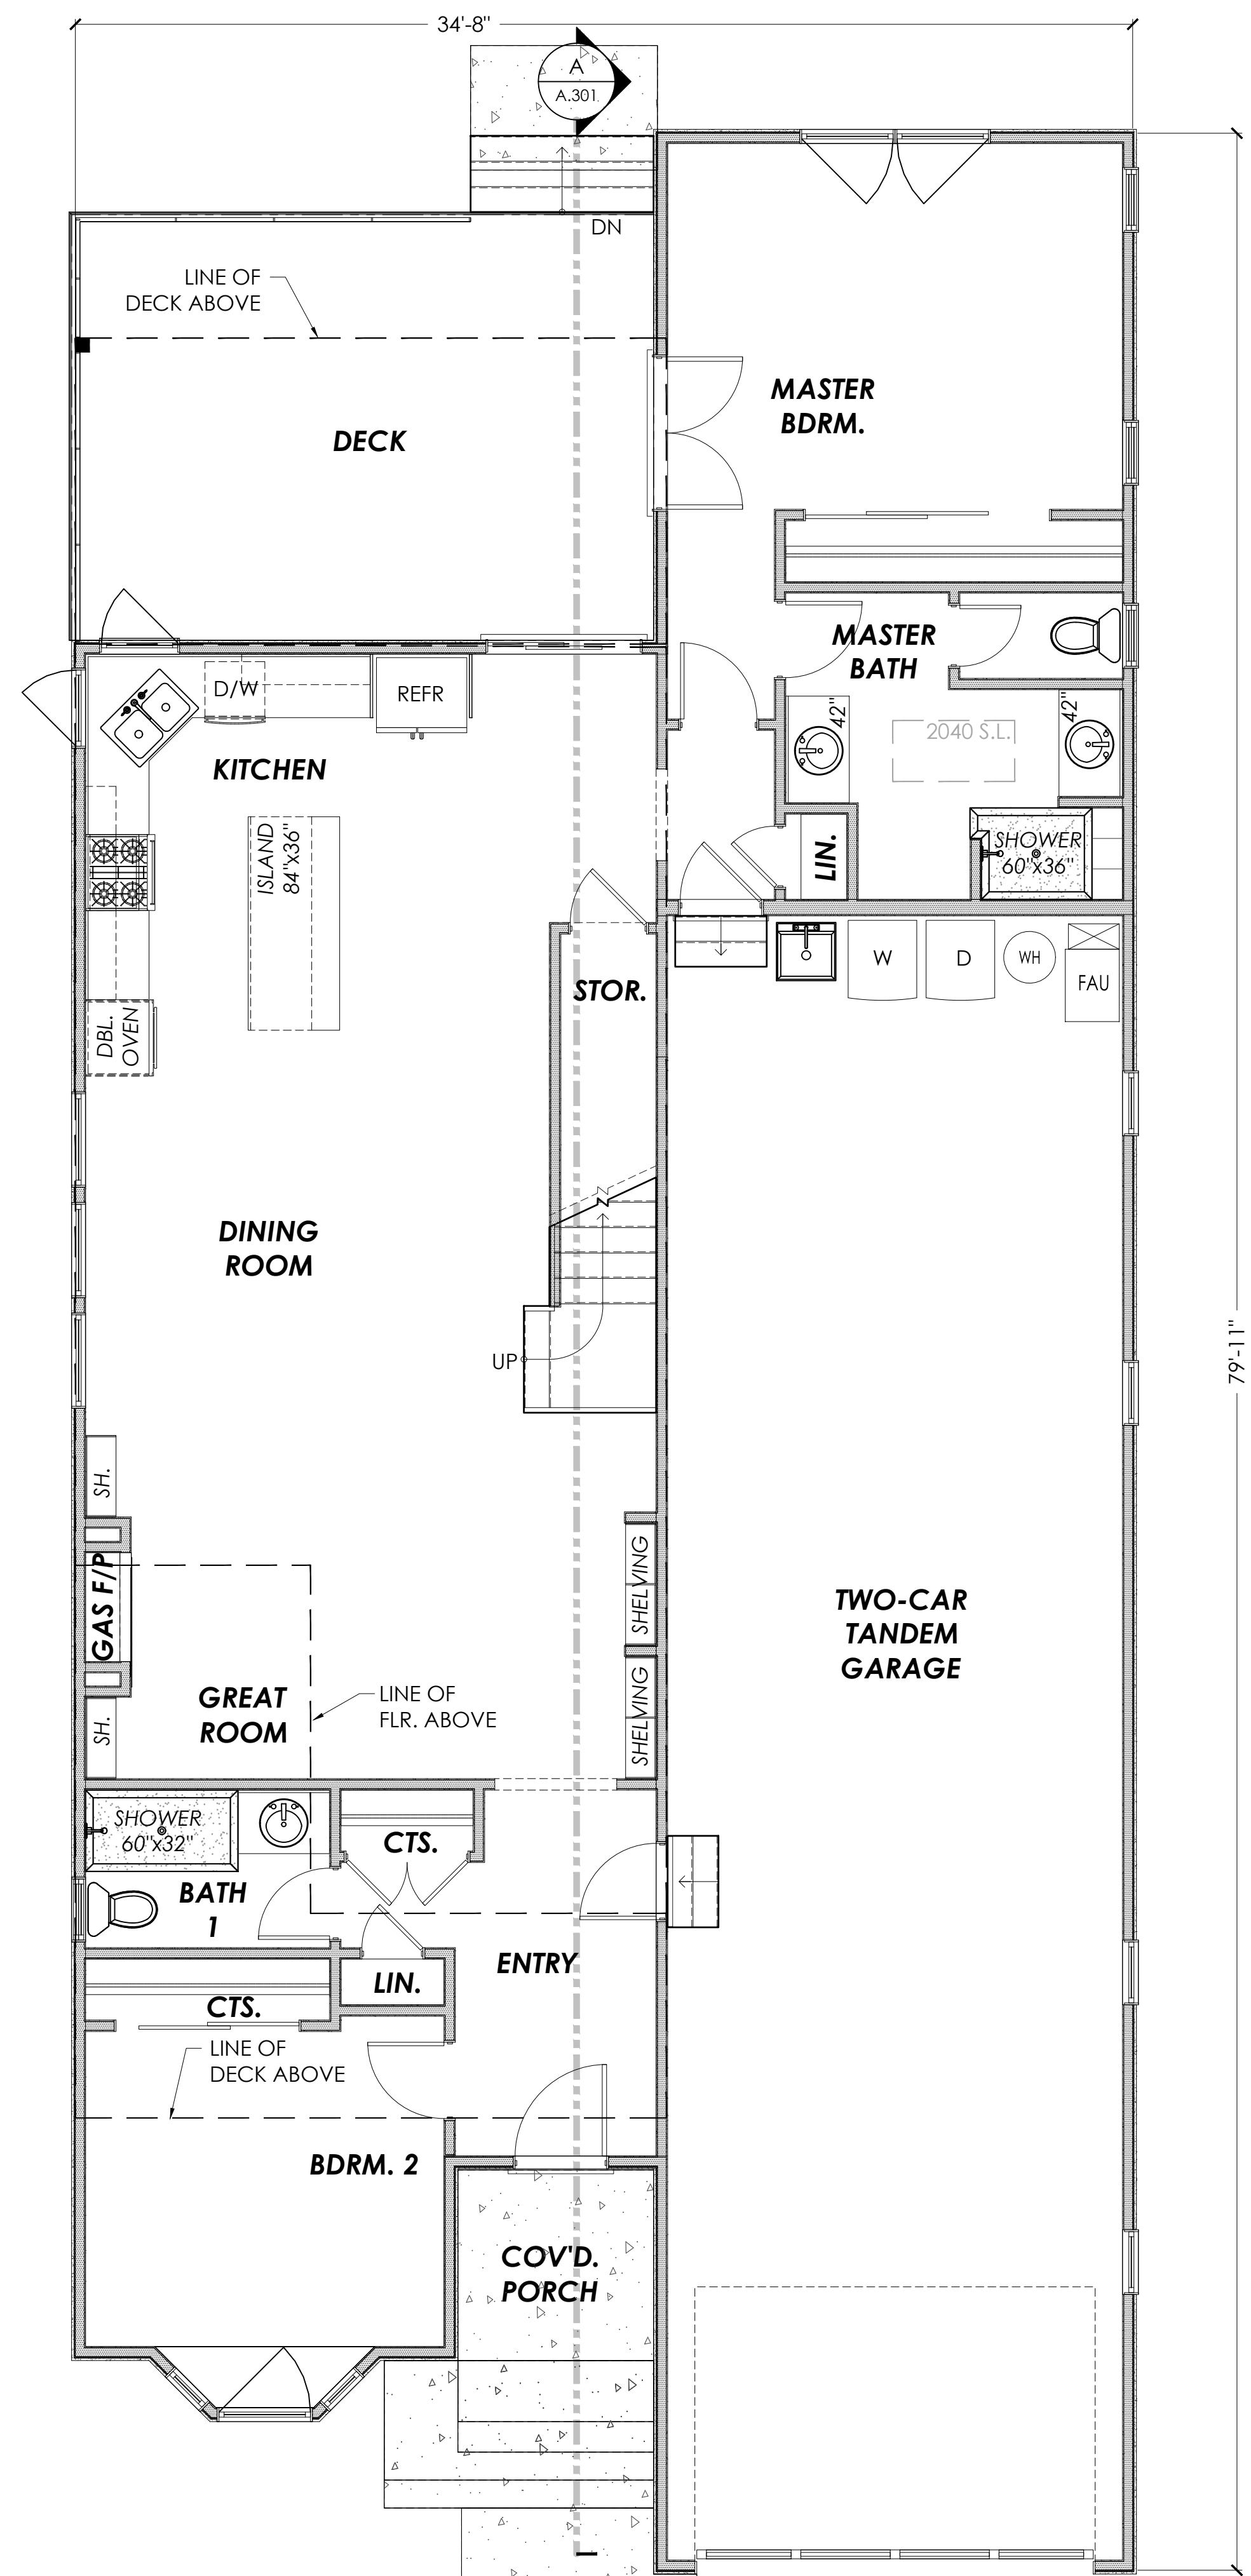 34'-8"
A
A.301
DN
LINE OF
DECK ABOVE
DECK
MASTER
BDRM.
MASTER
BATH
D/W
REFR
42"
42"
2040 S.L.
KITCHEN
ISLAND
84"x36"
LIN.
SHOWER
60"x36"
STOR.
W
D
WH
FAU
DBL.
OVEN
DINING
ROOM
UP
79'-11"
SH.
GAS F/P
SHELVING
TWO-CAR
TANDEM
GARAGE
GREAT
ROOM
LINE OF
FLR. ABOVE
SH.
SHELVING
SHOWER
60"x32"
CTS.
BATH
1
ENTRY
LIN.
CTS.
LINE OF
DECK ABOVE
BDRM. 2
COV'D.
PORCH